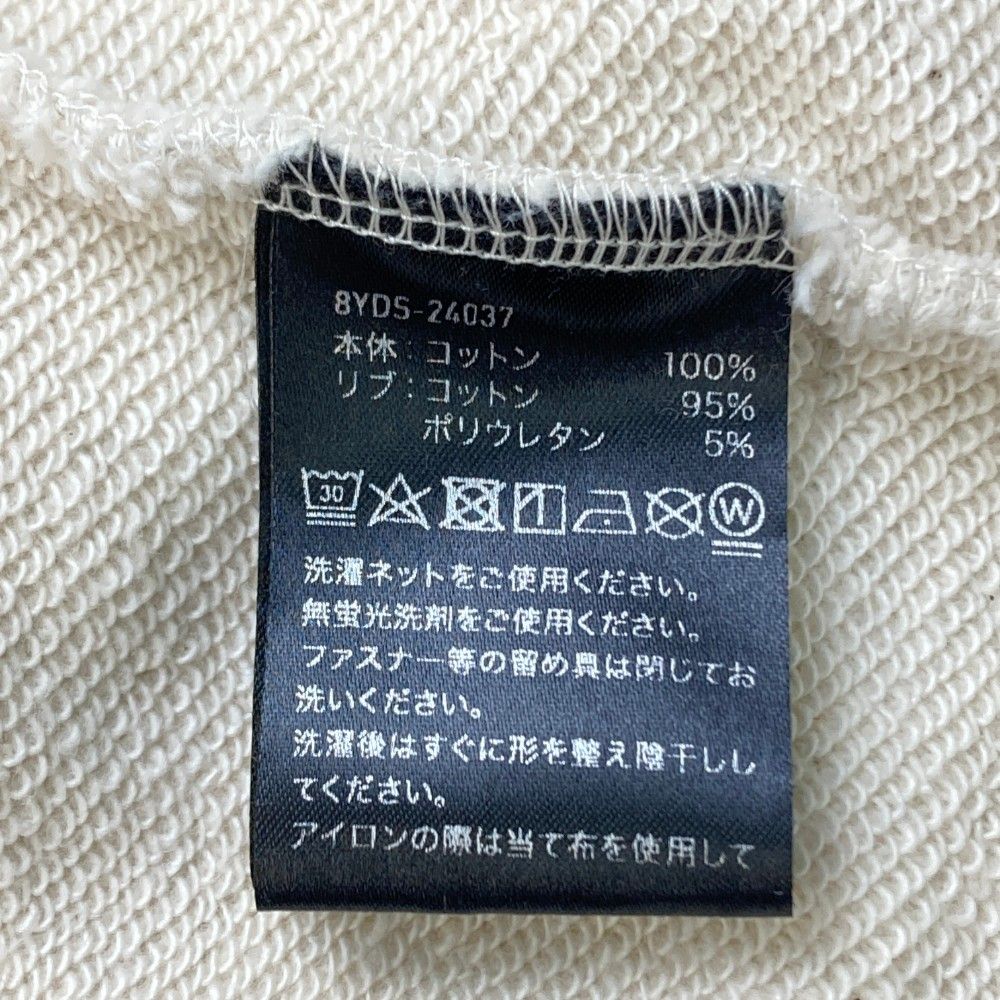 8YDS-24037
本体:コットン 100%
リブ:コットン 95%
ポリウレタン 5%
30 W
洗濯ネットをご使用ください。
無蛍光洗剤をご使用ください。
ファスナー等の留め具は閉じてお
洗いください。
洗濯後はすぐに形を整え陰干しし
てください。
アイロンの際は当て布を使用して